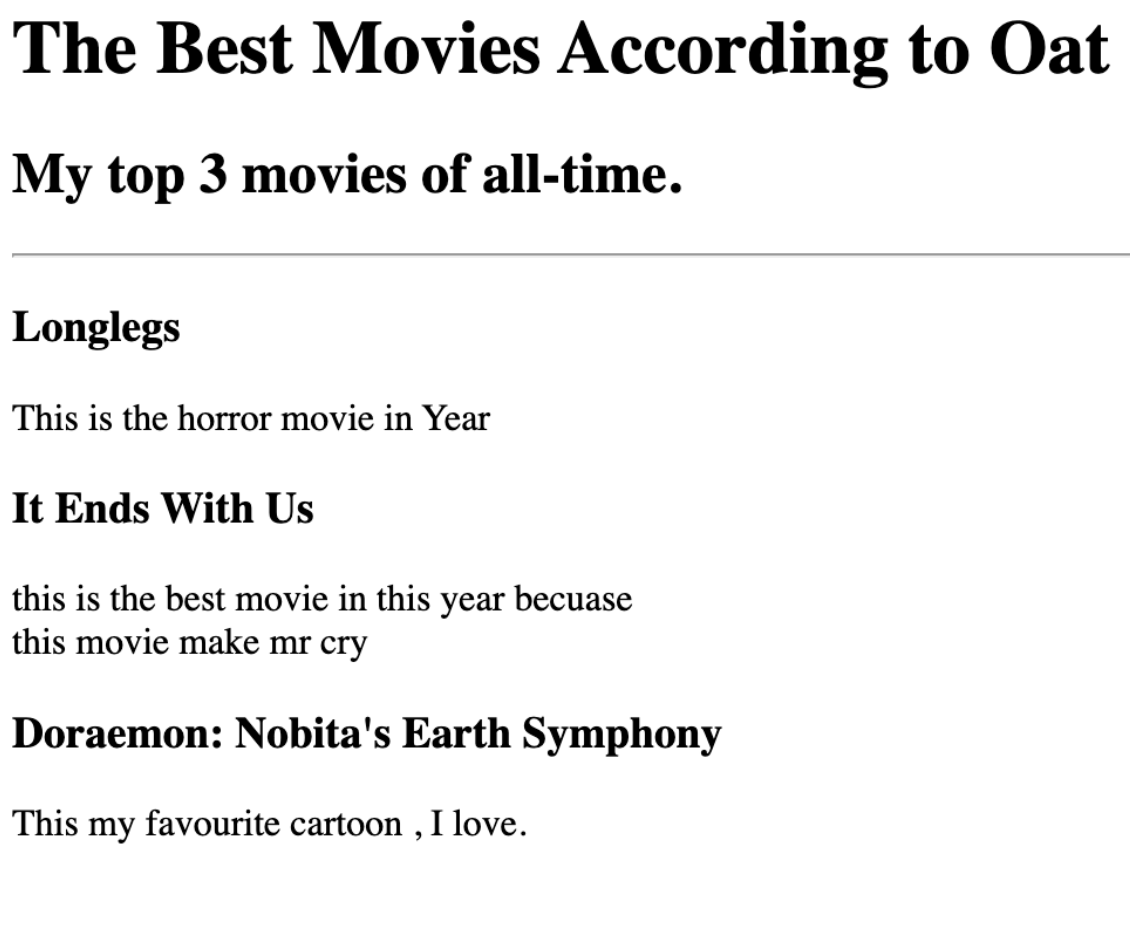 The Best Movies According to Oat
My top 3 movies of all-time.
Longlegs
This is the horror movie in Year
It Ends With Us
this is the best movie in this year becuase
this movie make mr cry
Doraemon: Nobita's Earth Symphony
This my favourite cartoon , I love.